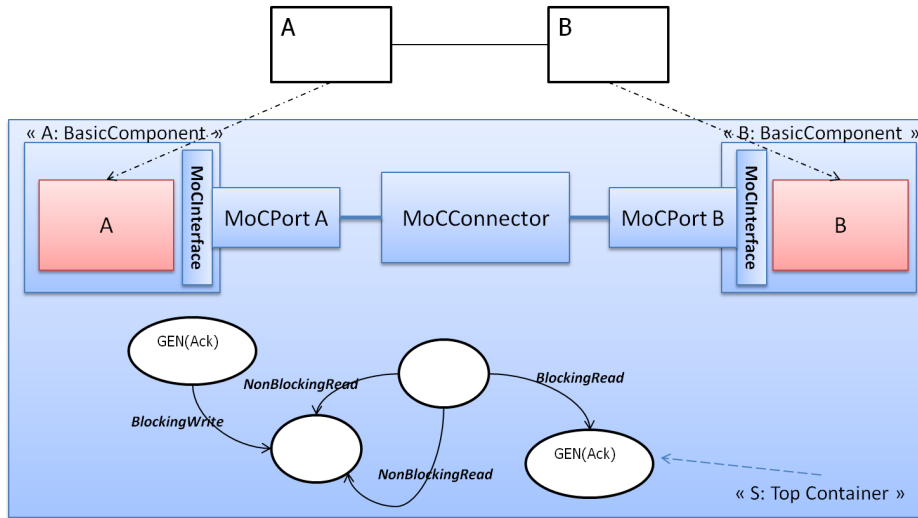 A
B
« A: BasicComponent »
« B: BasicComponent »
A
MoCInterface
MoCPort A
MoCConnector
MoCPort B
MoCInterface
B
GEN(Ack)
NonBlockingRead
BlockingRead
BlockingWrite
GEN(Ack)
NonBlockingRead
« S: Top Container »